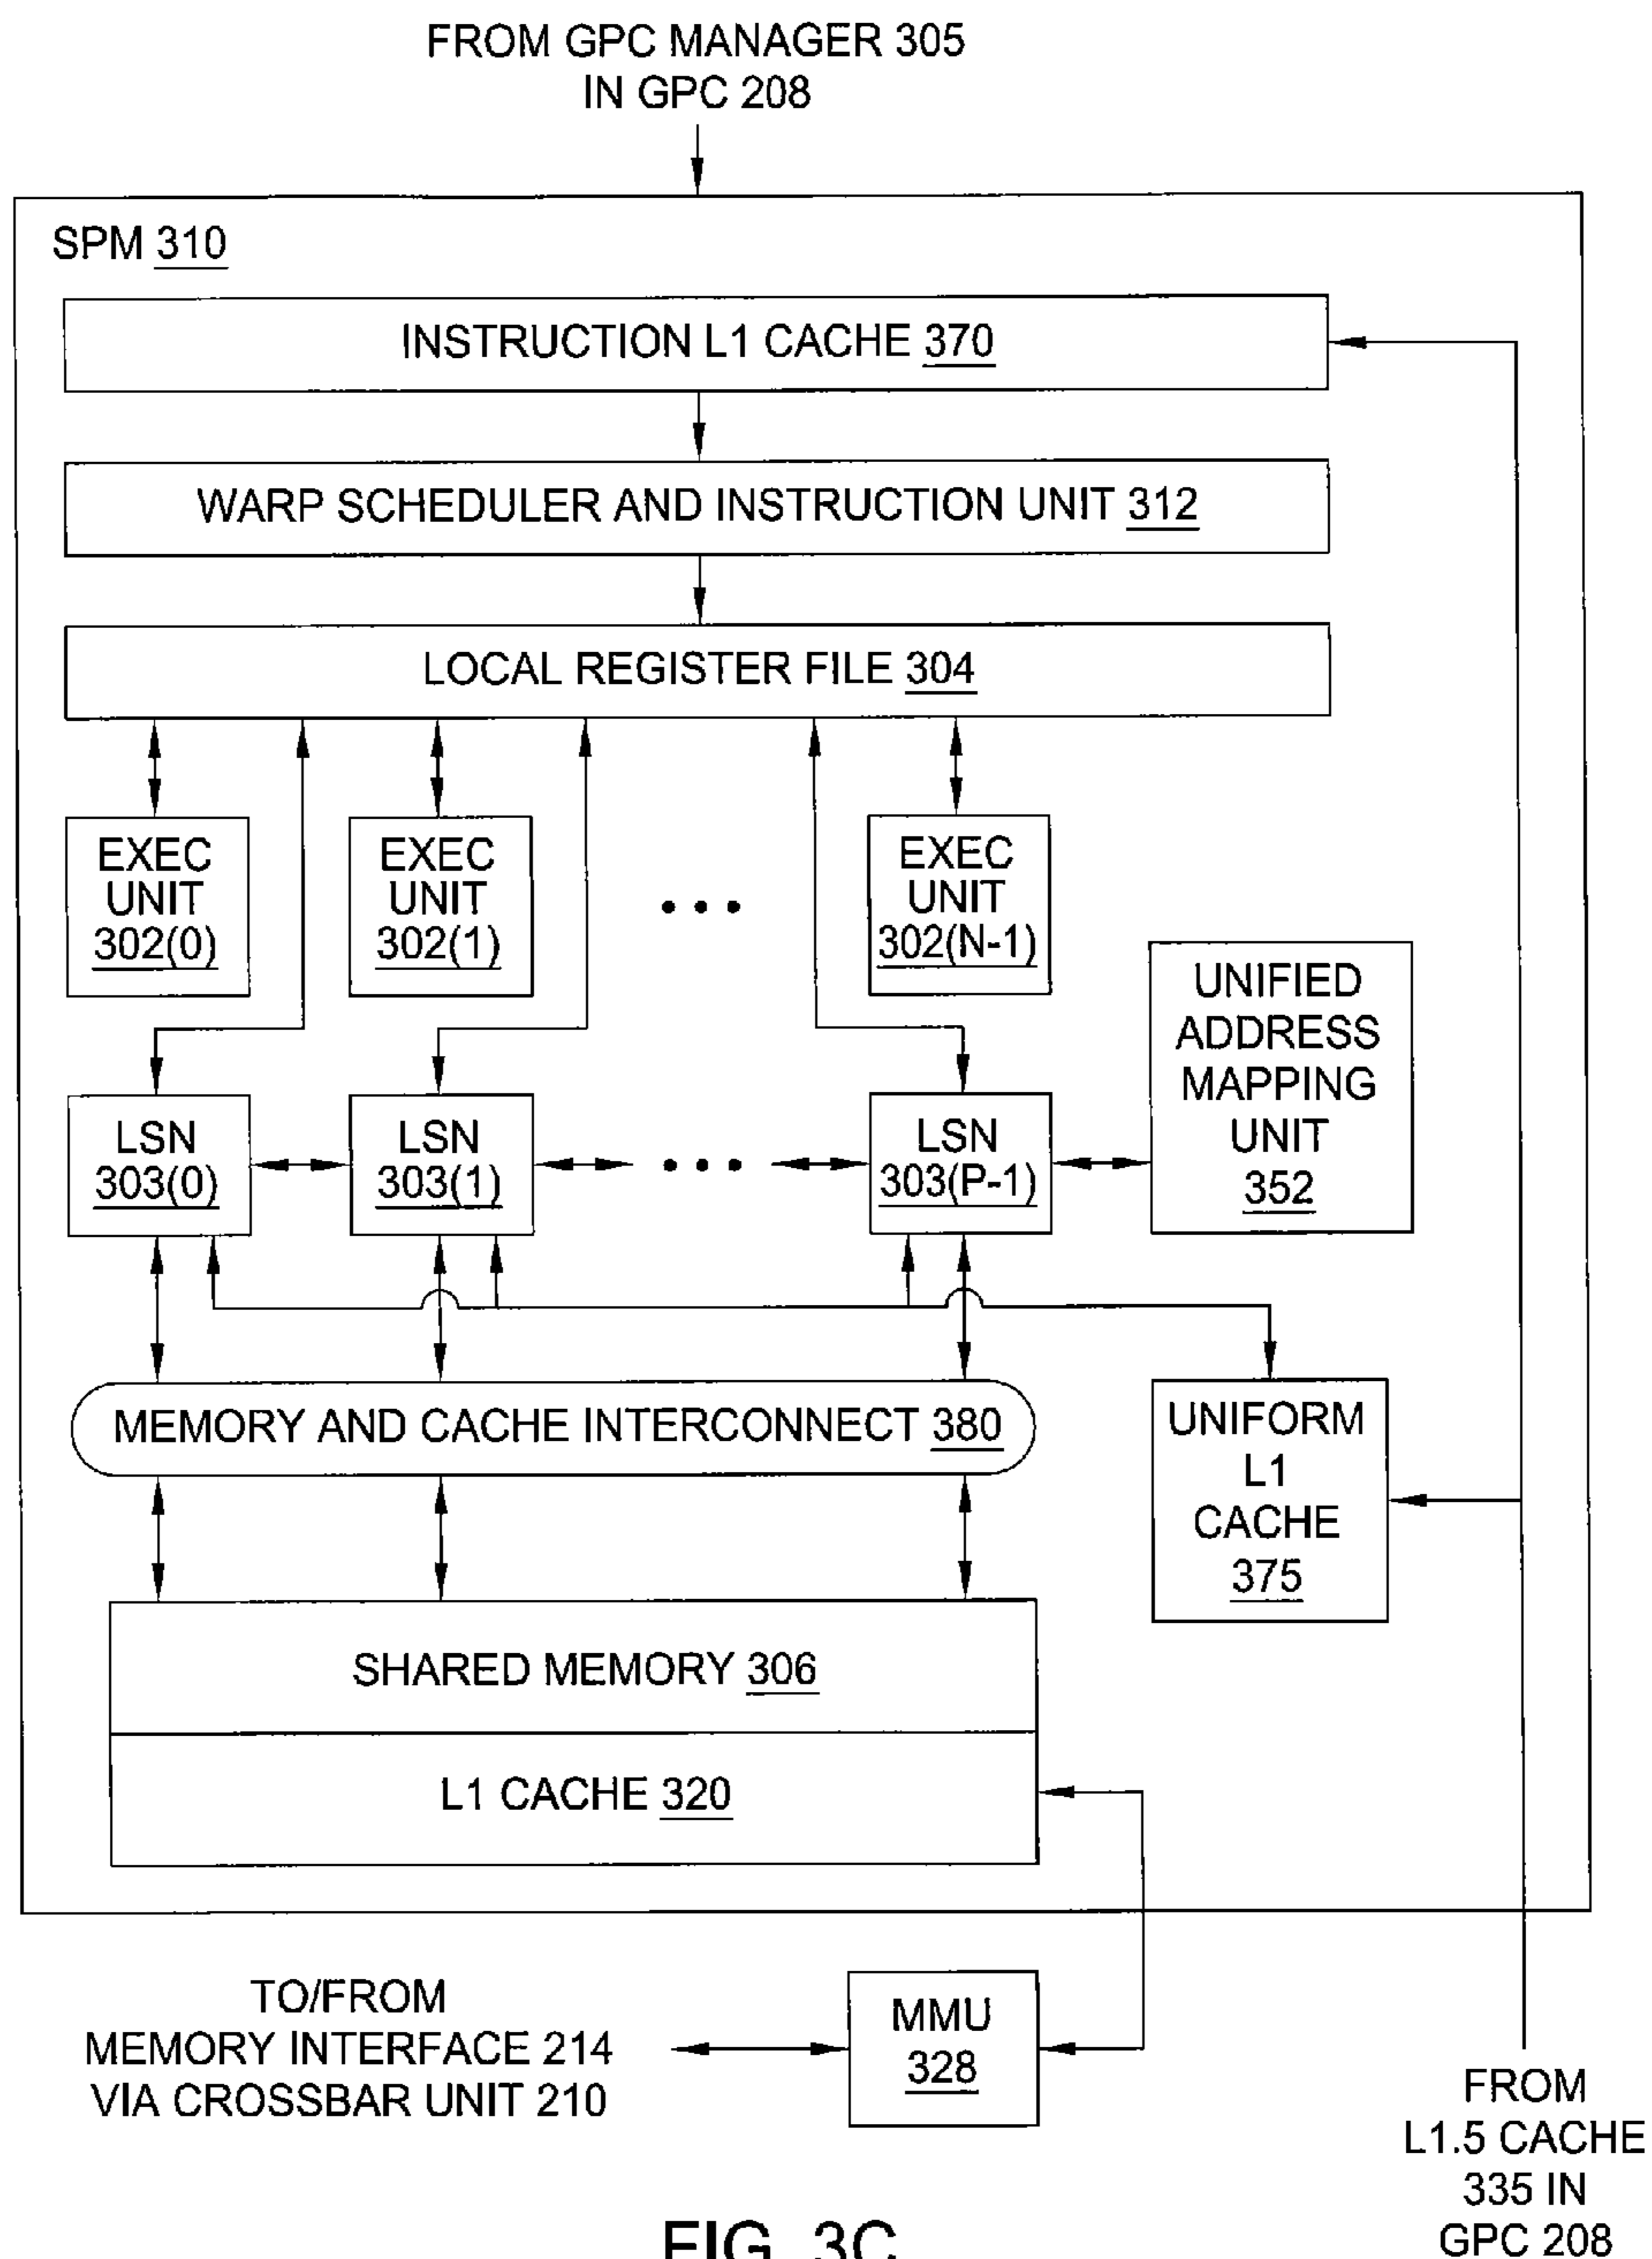 FROM GPC MANAGER 305
IN GPC 208
SPM 310
INSTRUCTION L1 CACHE 370
WARP SCHEDULER AND INSTRUCTION UNIT 312
LOCAL REGISTER FILE 304
EXEC
UNIT
302(0)
EXEC
UNIT
302(1)
• • •
EXEC
UNIT
302(N-1)
UNIFIED
ADDRESS
MAPPING
UNIT
352
LSN
303(0)
LSN
303(1)
• • •
LSN
303(P-1)
MEMORY AND CACHE INTERCONNECT 380
UNIFORM
L1
CACHE
375
SHARED MEMORY 306
L1 CACHE 320
TO/FROM
MEMORY INTERFACE 214
VIA CROSSBAR UNIT 210
MMU
328
FROM
L1.5 CACHE
335 IN
GPC 208
FIG. 3C